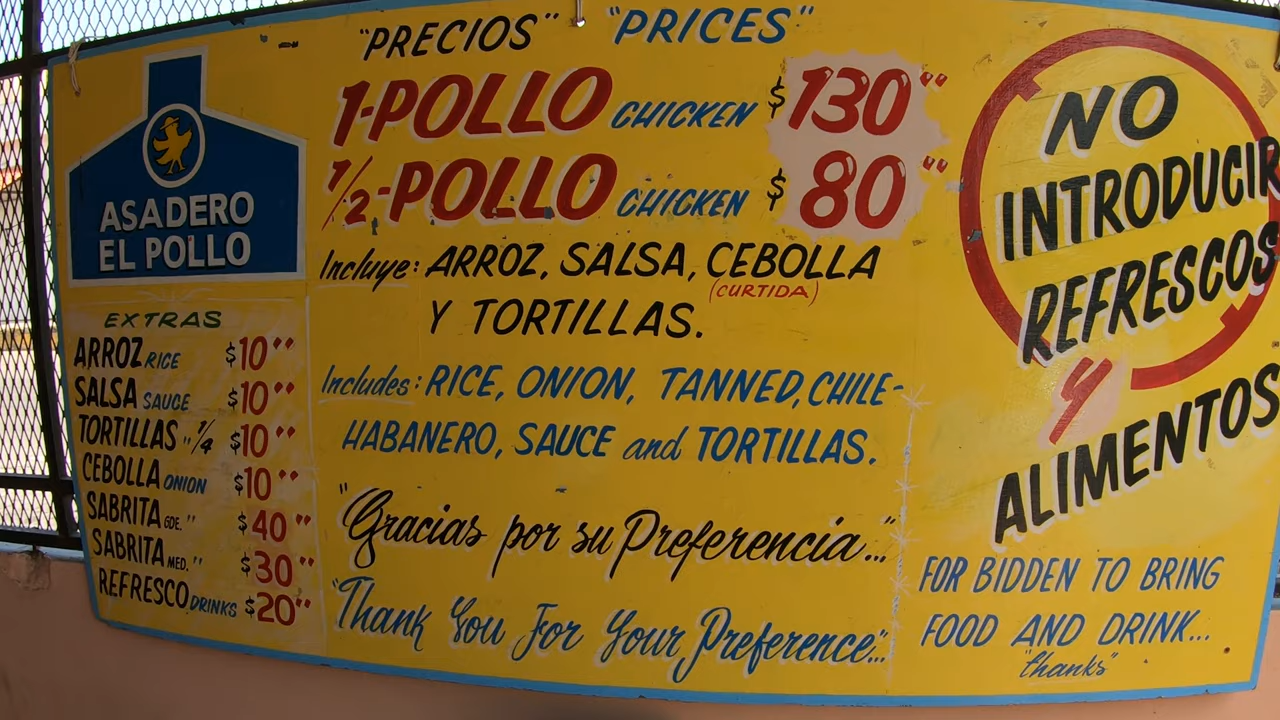 "PRECIOS" "PRICES"
ASADERO
EL POLLO
1-POLLO CHICKEN $130"
1/2-POLLO CHICKEN $80"
Incluye: ARROZ, SALSA, CEBOLLA
(CURTIDA)
Y TORTILLAS.
Includes: RICE, ONION, TANNED, CHILE-
HABANERO, SAUCE and TORTILLAS.
"Gracias por su Preferencia..."
"Thank You For Your Preference..."
EXTRAS
ARROZ RICE $10"
SALSA SAUCE $10"
TORTILLAS " 1/4 $10"
CEBOLLA ONION $10"
SABRITA GDE. " $40"
SABRITA MED. " $30"
REFRESCO DRINKS $20"
NO
INTRODUCIR
REFRESCOS
Y
ALIMENTOS
FOR BIDDEN TO BRING
FOOD AND DRINK...
"thanks"